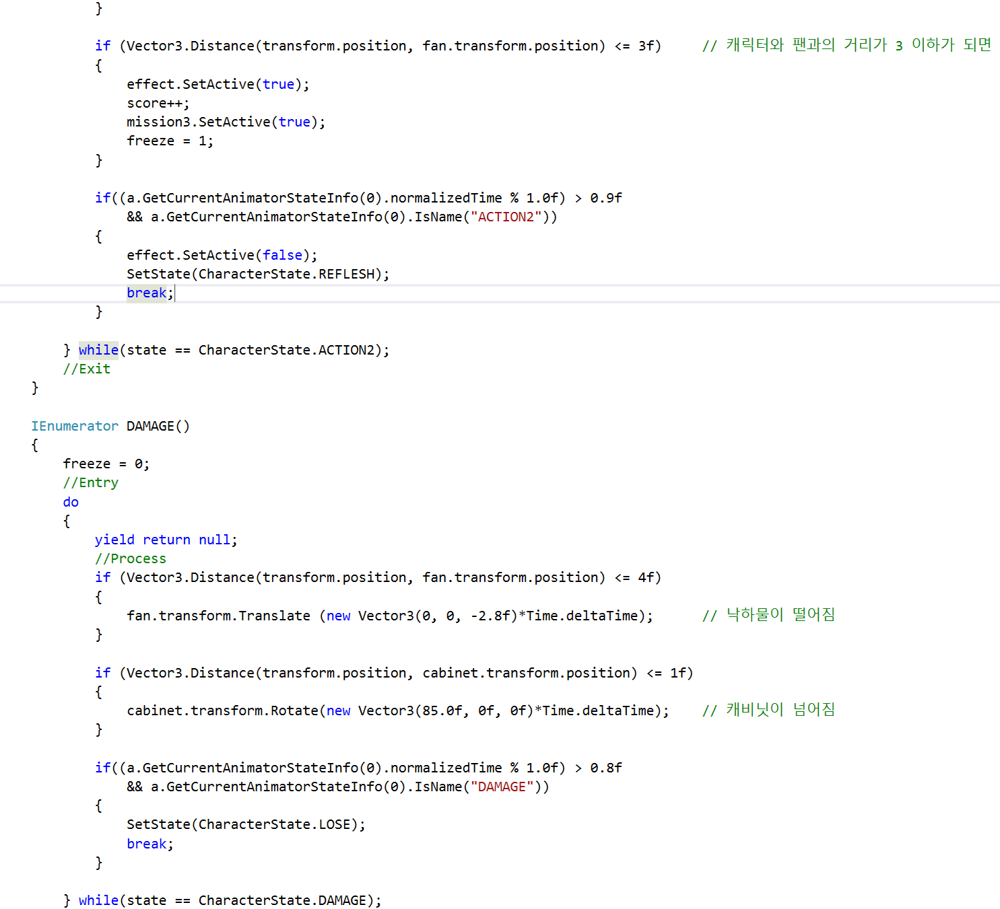 }
if (Vector3.Distance(transform.position, fan.transform.position) <= 3f) // 캐릭터와 팬과의 거리가 3 이하가 되면
{
effect.SetActive(true);
score++;
mission3.SetActive(true);
freeze = 1;
}
if((a.GetCurrentAnimatorStateInfo(0).normalizedTime % 1.0f) > 0.9f
&& a.GetCurrentAnimatorStateInfo(0).IsName("ACTION2"))
{
effect.SetActive(false);
SetState(CharacterState.REFLESH);
break;
}
} while(state == CharacterState.ACTION2);
//Exit
}
IEnumerator DAMAGE()
{
freeze = 0;
//Entry
do
{
yield return null;
//Process
if (Vector3.Distance(transform.position, fan.transform.position) <= 4f)
{
fan.transform.Translate (new Vector3(0, 0, -2.8f)*Time.deltaTime); // 낙하물이 떨어짐
}
if (Vector3.Distance(transform.position, cabinet.transform.position) <= 1f)
{
cabinet.transform.Rotate(new Vector3(85.0f, 0f, 0f)*Time.deltaTime); // 캐비닛이 넘어짐
}
if((a.GetCurrentAnimatorStateInfo(0).normalizedTime % 1.0f) > 0.8f
&& a.GetCurrentAnimatorStateInfo(0).IsName("DAMAGE"))
{
SetState(CharacterState.LOSE);
break;
}
} while(state == CharacterState.DAMAGE);